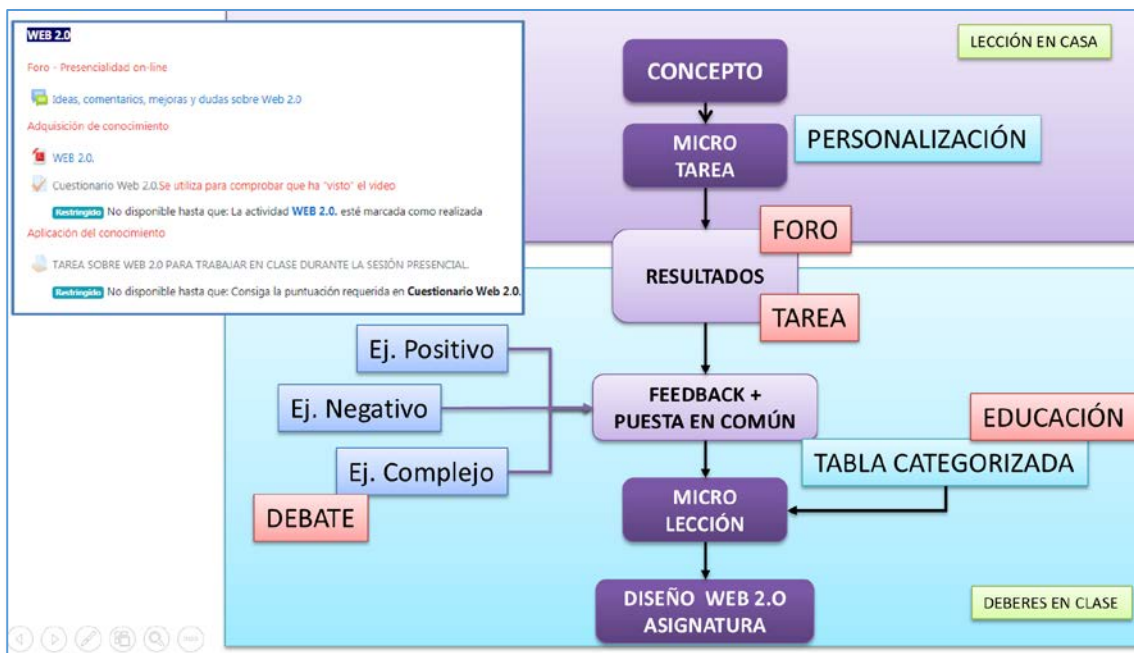 WEB 2.0
Foro - Presencialidad on-line
Ideas, comentarios, mejoras y dudas sobre Web 2.0
Adquisición de conocimiento
WEB 2.0.
Cuestionario Web 2.0.Se utiliza para comprobar que ha "visto" el video
Restringido No disponible hasta que: La actividad WEB 2.0. esté marcada como realizada
Aplicación del conocimiento
TAREA SOBRE WEB 2.0 PARA TRABAJAR EN CLASE DURANTE LA SESIÓN PRESENCIAL.
Restringido No disponible hasta que: Consiga la puntuación requerida en Cuestionario Web 2.0.
LECCIÓN EN CASA
CONCEPTO
MICRO
TAREA
PERSONALIZACIÓN
FORO
RESULTADOS
TAREA
Ej. Positivo
Ej. Negativo
Ej. Complejo
DEBATE
FEEDBACK +
PUESTA EN COMÚN
EDUCACIÓN
TABLA CATEGORIZADA
MICRO
LECCIÓN
DISEÑO WEB 2.O
ASIGNATURA
DEBERES EN CLASE